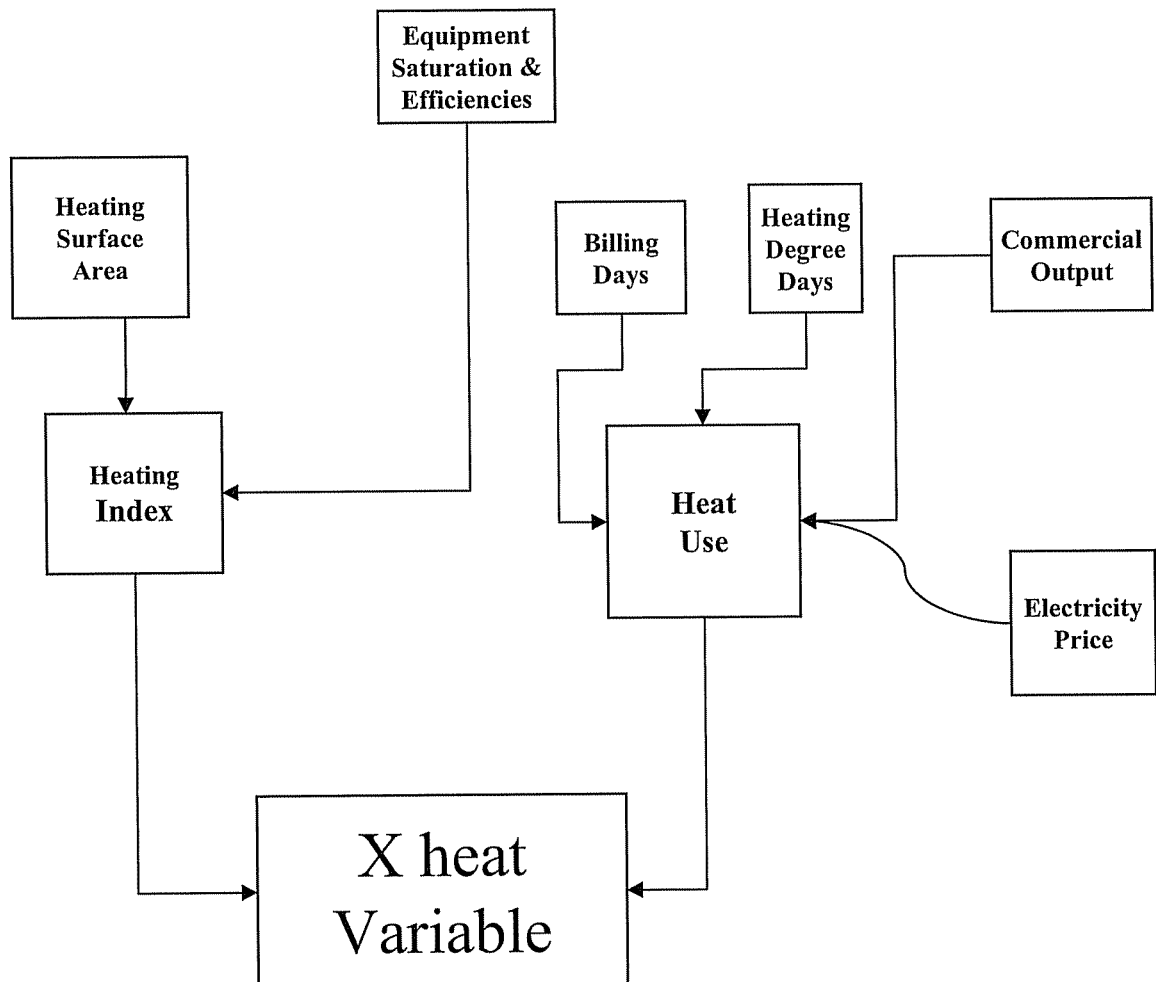 Equipment
Saturation &
Efficiencies
Heating
Surface
Area
Billing
Days
Heating
Degree
Days
Commercial
Output
Heating
Index
Heat
Use
Electricity
Price
X heat
Variable